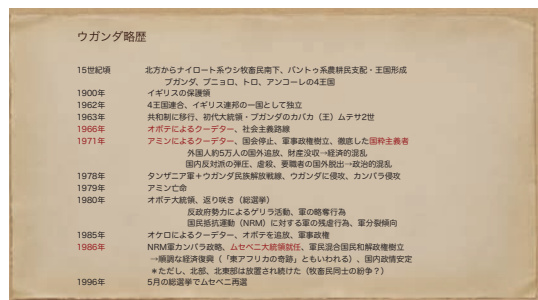 ウガンダ略歴
15世紀頃 北方からナイロート系ウシ牧畜民南下、バントゥ系農耕民支配・王国形成
ブガンダ、ブニョロ、トロ、アンコーレの4王国
1900年 イギリスの保護領
1962年 4王国連合、イギリス連邦の一国として独立
1963年 共和制に移行、初代大統領・ブガンダのカバカ（王）ムテサ2世
1966年 オボテによるクーデター、社会主義路線
1971年 アミンによるクーデター、国会停止、軍事政権樹立、徹底した国粋主義者
外国人約5万人の国外追放、財産没収→経済的混乱
国内反対派の弾圧、虐殺、要職者の国外脱出→政治的混乱
1978年 タンザニア軍＋ウガンダ民族解放戦線、ウガンダに侵攻、カンパラ侵攻
1979年 アミン亡命
1980年 オボテ大統領、返り咲き（総選挙）
反政府勢力によるゲリラ活動、軍の略奪行為
国民抵抗運動（NRM）に対する軍の残虐行為、軍分裂傾向
1985年 オケロによるクーデター、オボテを追放、軍事政権
1986年 NRM軍カンパラ攻略、ムセベニ大統領就任、軍民混合国民和解政権樹立
→順調な経済復興（「東アフリカの奇跡」ともいわれる）、国内政情安定
＊ただし、北部、北東部は放置され続けた（牧畜民同士の紛争？）
1996年 5月の総選挙でムセベニ再選